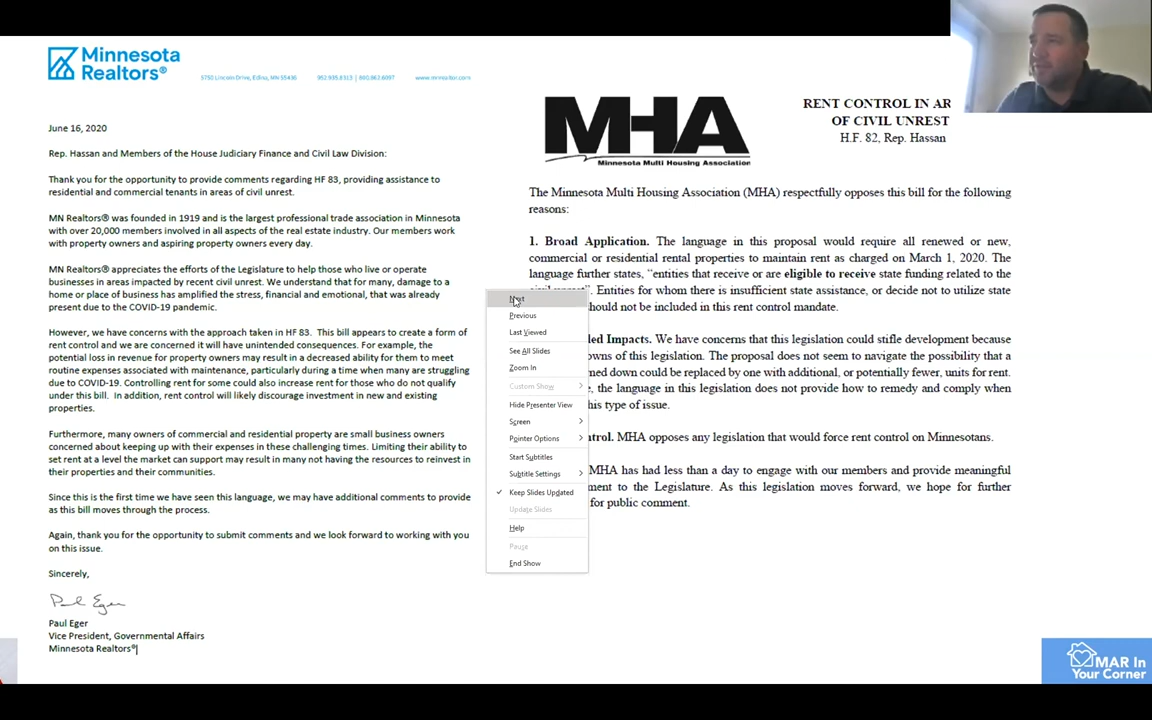 Minnesota
Realtors®
5750 Lincoln Drive, Edina, MN 55436 952.935.8313 | 800.862.6097 www.mnrealtor.com
June 16, 2020
Rep. Hassan and Members of the House Judiciary Finance and Civil Law Division:
Thank you for the opportunity to provide comments regarding HF 83, providing assistance to
residential and commercial tenants in areas of civil unrest.
MN Realtors® was founded in 1919 and is the largest professional trade association in Minnesota
with over 20,000 members involved in all aspects of the real estate industry. Our members work
with property owners and aspiring property owners every day.
MN Realtors® appreciates the efforts of the Legislature to help those who live or operate
businesses in areas impacted by recent civil unrest. We understand that for many, damage to a
home or place of business has amplified the stress, financial and emotional, that was already
present due to the COVID-19 pandemic.
However, we have concerns with the approach taken in HF 83. This bill appears to create a form of
rent control and we are concerned it will have unintended consequences. For example, the
potential loss in revenue for property owners may result in a decreased ability for them to meet
routine expenses associated with maintenance, particularly during a time when many are struggling
due to COVID-19. Controlling rent for some could also increase rent for those who do not qualify
under this bill. In addition, rent control will likely discourage investment in new and existing
properties.
Furthermore, many owners of commercial and residential property are small business owners
concerned about keeping up with their expenses in these challenging times. Limiting their ability to
set rent at a level the market can support may result in many not having the resources to reinvest in
their properties and their communities.
Since this is the first time we have seen this language, we may have additional comments to provide
as this bill moves through the process.
Again, thank you for the opportunity to submit comments and we look forward to working with you
on this issue.
Sincerely,
Paul Eger
Paul Eger
Vice President, Governmental Affairs
Minnesota Realtors®
MHA
Minnesota Multi Housing Association
RENT CONTROL IN AR
OF CIVIL UNREST
H.F. 82, Rep. Hassan
The Minnesota Multi Housing Association (MHA) respectfully opposes this bill for the following
reasons:
1. Broad Application. The language in this proposal would require all renewed or new,
commercial or residential rental properties to maintain rent as charged on March 1, 2020. The
language further states, "entities that receive or are eligible to receive state funding related to the
civil unrest". Entities for whom there is insufficient state assistance, or decide not to utilize state
should not be included in this rent control mandate.
ded Impacts. We have concerns that this legislation could stifle development because
owns of this legislation. The proposal does not seem to navigate the possibility that a
rned down could be replaced by one with additional, or potentially fewer, units for rent.
e, the language in this legislation does not provide how to remedy and comply when
his type of issue.
ntrol. MHA opposes any legislation that would force rent control on Minnesotans.
MHA has had less than a day to engage with our members and provide meaningful
ment to the Legislature. As this legislation moves forward, we hope for further
for public comment.
Next
Previous
Last Viewed
See All Slides
Zoom In
Custom Show
Hide Presenter View
Screen
Pointer Options
Start Subtitles
Subtitle Settings
Keep Slides Updated
Update Slides
Help
Pause
End Show
MAR In
Your Corner